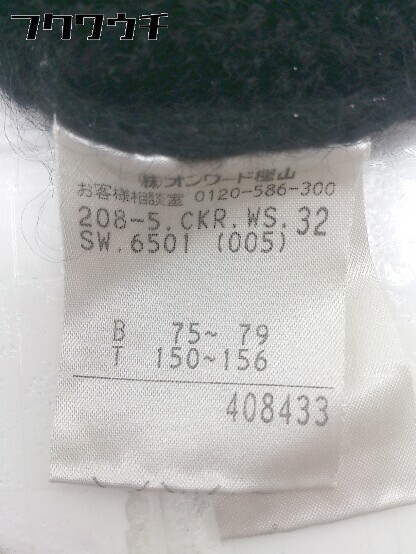 フクワウチ
㈱オンワード樫山
お客様相談室 0120-586-300
208-5.CKR.WS.32
SW.6501 (005)
B 75~ 79
T 150~156
408433